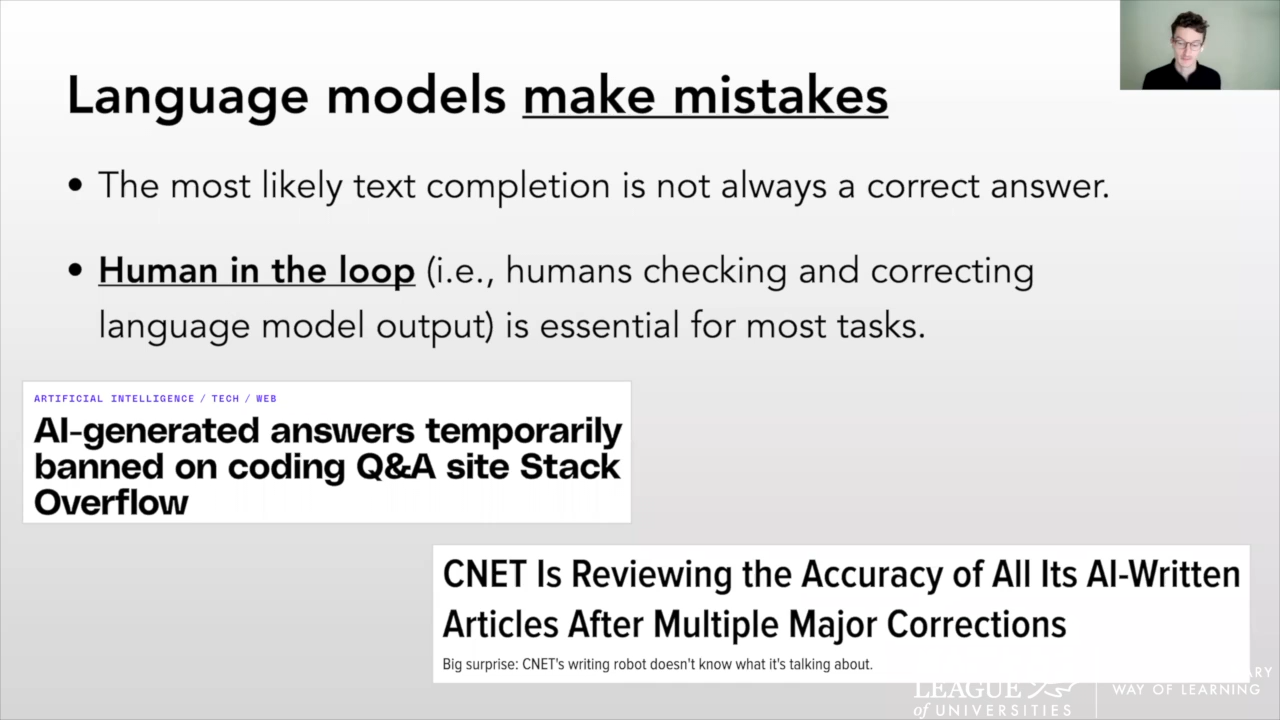 Language models make mistakes
• The most likely text completion is not always a correct answer.
• Human in the loop (i.e., humans checking and correcting
language model output) is essential for most tasks.
ARTIFICIAL INTELLIGENCE / TECH / WEB
AI-generated answers temporarily
banned on coding Q&A site Stack
Overflow
CNET Is Reviewing the Accuracy of All Its AI-Written
Articles After Multiple Major Corrections
Big surprise: CNET's writing robot doesn't know what it's talking about.
LEAGUE
of UNIVERSITIES
WAY OF LEARNING